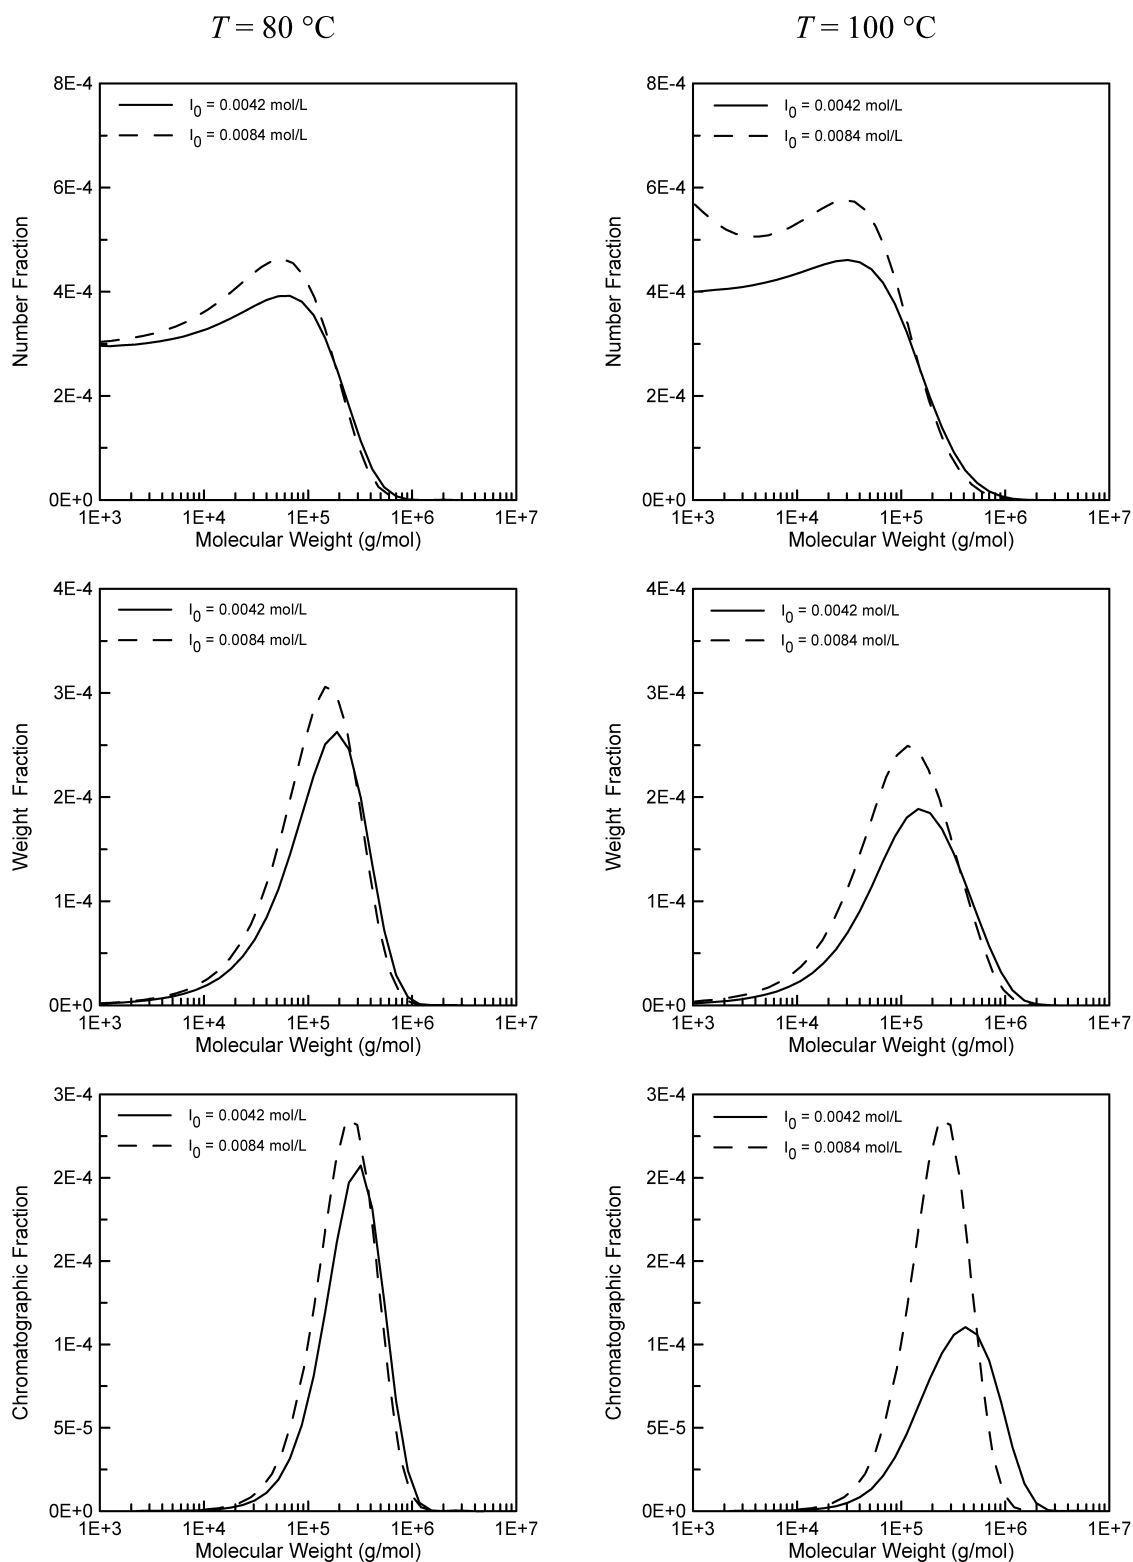 T = 80 °C
T = 100 °C
8E-4
6E-4
4E-4
2E-4
0E+0
Number Fraction
I0 = 0.0042 mol/L
I0 = 0.0084 mol/L
1E+3 1E+4 1E+5 1E+6 1E+7
Molecular Weight (g/mol)
8E-4
6E-4
4E-4
2E-4
0E+0
Number Fraction
I0 = 0.0042 mol/L
I0 = 0.0084 mol/L
1E+3 1E+4 1E+5 1E+6 1E+7
Molecular Weight (g/mol)
4E-4
3E-4
2E-4
1E-4
0E+0
Weight Fraction
I0 = 0.0042 mol/L
I0 = 0.0084 mol/L
1E+3 1E+4 1E+5 1E+6 1E+7
Molecular Weight (g/mol)
4E-4
3E-4
2E-4
1E-4
0E+0
Weight Fraction
I0 = 0.0042 mol/L
I0 = 0.0084 mol/L
1E+3 1E+4 1E+5 1E+6 1E+7
Molecular Weight (g/mol)
3E-4
2E-4
2E-4
1E-4
5E-5
0E+0
Chromatographic Fraction
I0 = 0.0042 mol/L
I0 = 0.0084 mol/L
1E+3 1E+4 1E+5 1E+6 1E+7
Molecular Weight (g/mol)
3E-4
2E-4
2E-4
1E-4
5E-5
0E+0
Chromatographic Fraction
I0 = 0.0042 mol/L
I0 = 0.0084 mol/L
1E+3 1E+4 1E+5 1E+6 1E+7
Molecular Weight (g/mol)